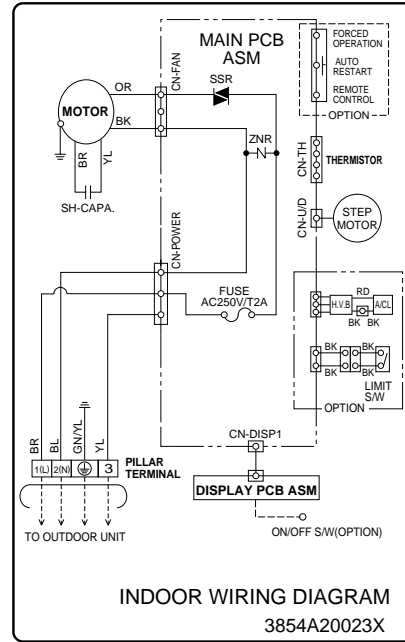 MAIN PCB
ASM
CN-FAN
SSR
OR
MOTOR
BK
ZNR
BR
YL
SH-CAPA.
FORCED
OPERATION
AUTO
RESTART
REMOTE
CONTROL
OPTION
CN-TH
THERMISTOR
CN-U/D
STEP
MOTOR
CN-POWER
FUSE
AC250V/T2A
RD
H.V.B
A/CL
BK BK
BK BK
BK BK
LIMIT
S/W
OPTION
BR
BL
GN/YL
YL
1(L) 2(N) 3
PILLAR
TERMINAL
TO OUTDOOR UNIT
CN-DISP1
DISPLAY PCB ASM
ON/OFF S/W(OPTION)
INDOOR WIRING DIAGRAM
3854A20023X